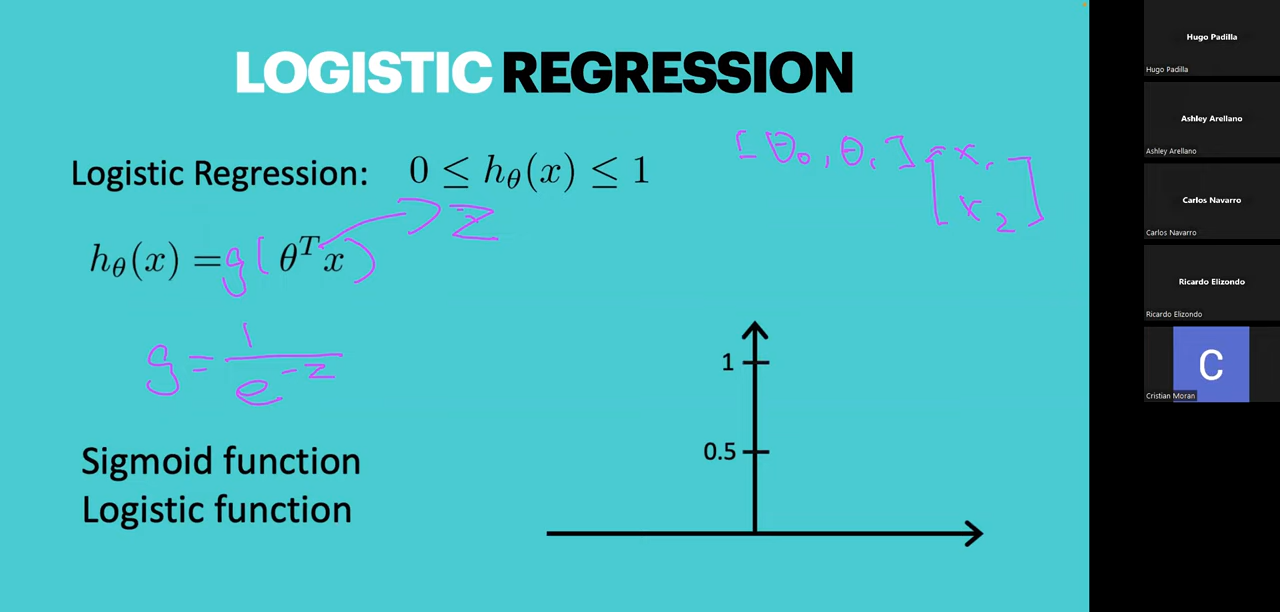 LOGISTIC REGRESSION
[θ₀, θ₁] [x₁
x₂]
Logistic Regression: 0 ≤ hθ(x) ≤ 1
z
hθ(x) = g(θᵀx)
g = 1
e⁻ᶻ
1
0.5
Sigmoid function
Logistic function
Hugo Padilla
Hugo Padilla
Ashley Arellano
Ashley Arellano
Carlos Navarro
Carlos Navarro
Ricardo Elizondo
Ricardo Elizondo
C
Cristian Moran